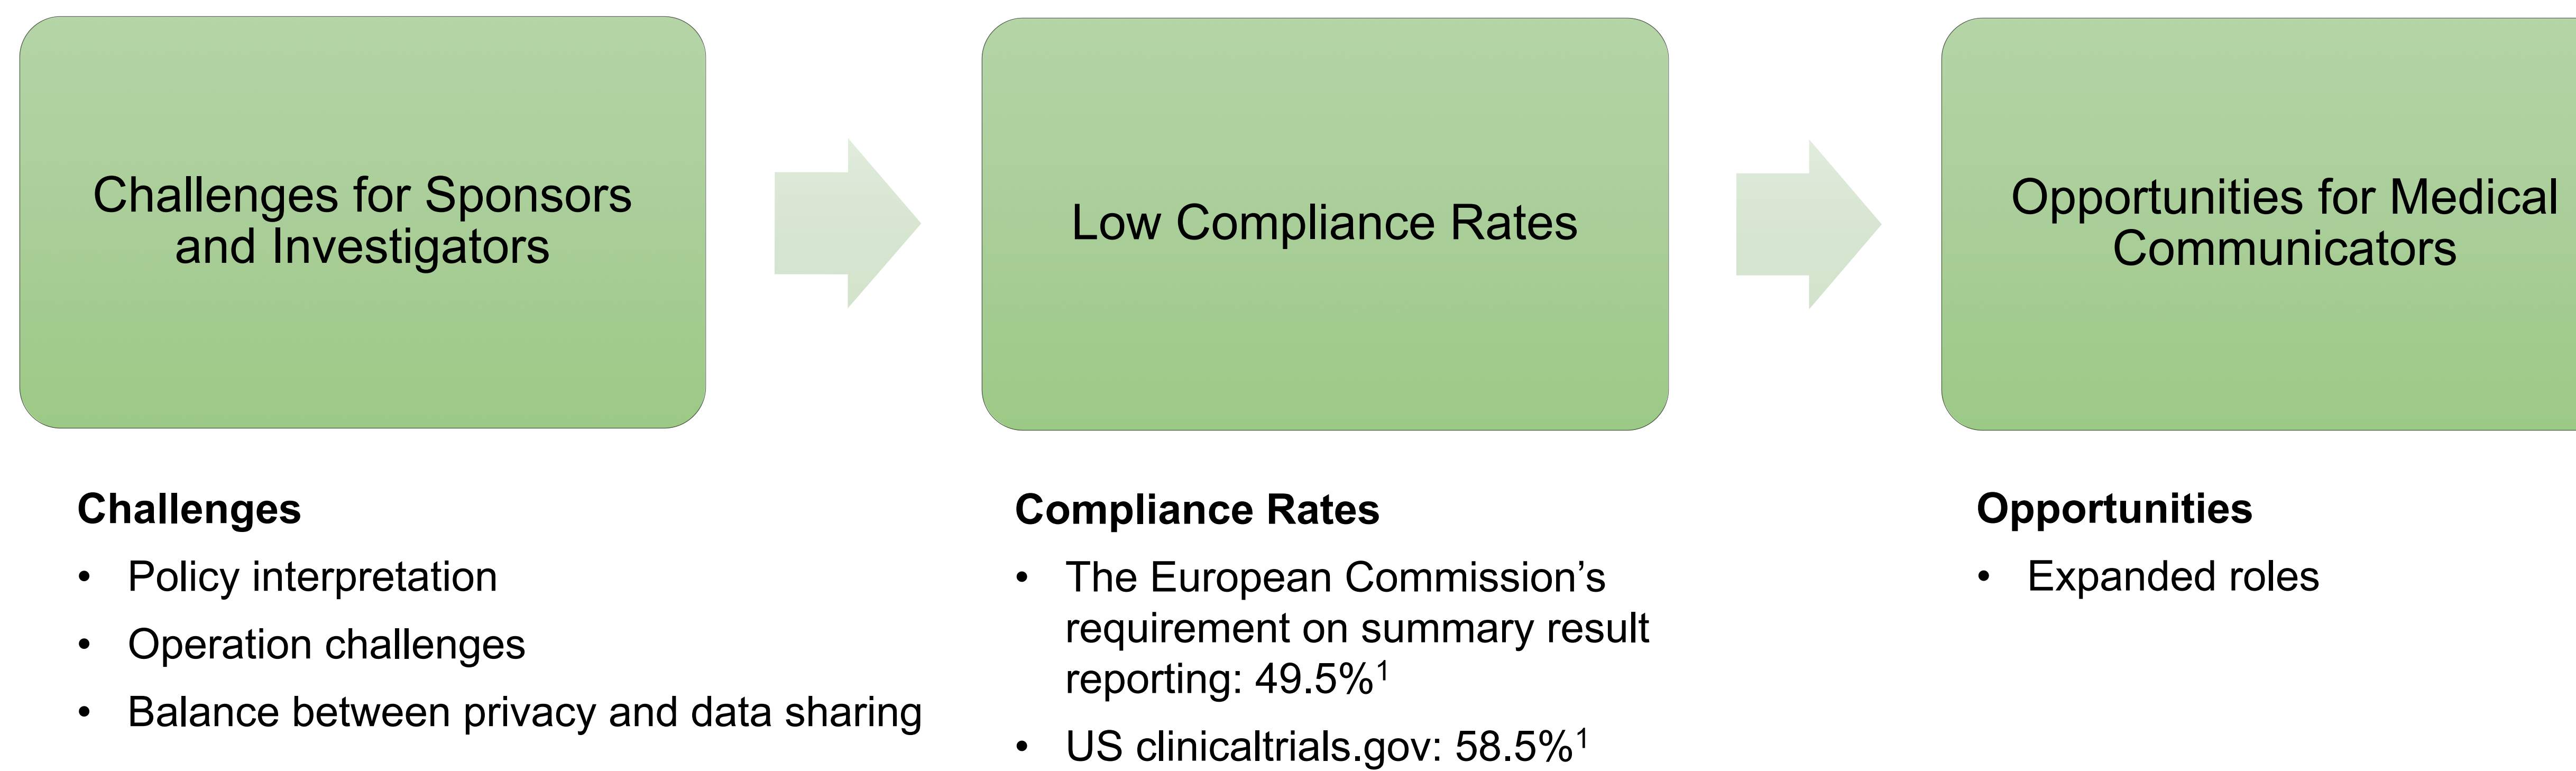 Challenges for Sponsors
and Investigators
Low Compliance Rates
Opportunities for Medical
Communicators
Challenges
• Policy interpretation
• Operation challenges
• Balance between privacy and data sharing
Compliance Rates
• The European Commission’s
requirement on summary result
reporting: 49.5%¹
• US clinicaltrials.gov: 58.5%¹
Opportunities
• Expanded roles